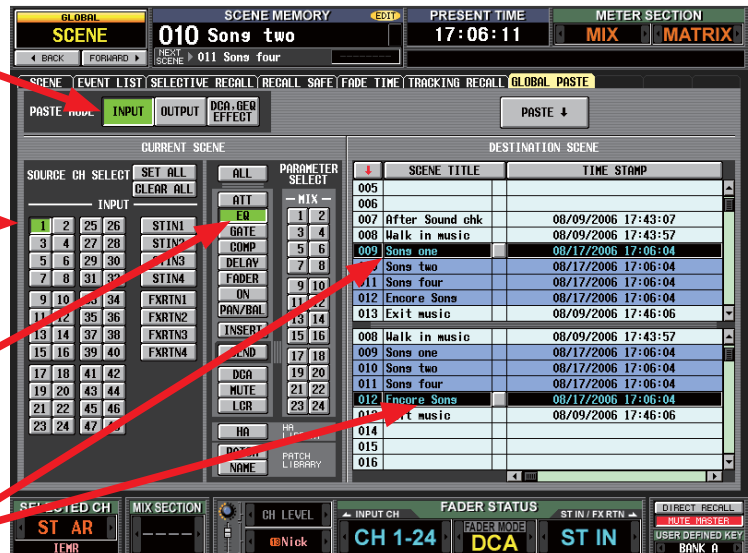 GLOBAL SCENE
SCENE MEMORY EDIT
010 Song two
PRESENT TIME
17:06:11
METER SECTION
MIX MATRIX
BACK FORWARD
NEXT SCENE 011 Song four
SCENE EVENT LIST SELECTIVE RECALL RECALL SAFE FADE TIME TRACKING RECALL GLOBAL PASTE
PASTE MODE INPUT OUTPUT DCA,GEQ EFFECT
PASTE
CURRENT SCENE
SOURCE CH SELECT SET ALL
CLEAR ALL
INPUT
1 2 25 26 STIN1
3 4 27 28 STIN2
5 6 29 30 STIN3
7 8 31 32 STIN4
9 10 33 34 FXRTN1
11 12 35 36 FXRTN2
13 14 37 38 FXRTN3
15 16 39 40 FXRTN4
17 18 41 42
19 20 43 44
21 22 45 46
23 24 47
ALL
ATT
EQ
GATE
COMP
DELAY
FADER
ON
PAN/BAL
INSERT
SEND
DCA
MUTE
LCR
HA
PATCH
NAME
PARAMETER SELECT
MIX
1 2
3 4
5 6
7 8
9 10
11 12
13 14
15 16
17 18
19 20
21 22
23 24
HA LIBRARY
PATCH LIBRARY
DESTINATION SCENE
SCENE TITLE TIME STAMP
005
006
007 After Sound chk 08/09/2006 17:43:07
008 Walk in music 08/09/2006 17:43:57
009 Song one 08/17/2006 17:06:04
Song two 08/17/2006 17:06:04
011 Song four 08/17/2006 17:06:04
012 Encore Song 08/17/2006 17:06:04
013 Exit music 08/09/2006 17:46:06
008 Walk in music 08/09/2006 17:43:57
009 Song one 08/17/2006 17:06:04
010 Song two 08/17/2006 17:06:04
011 Song four 08/17/2006 17:06:04
012 Encore Song 08/17/2006 17:06:04
013 Exit music 08/09/2006 17:46:06
014
015
016
SELECTED CH
ST AR
IEMR
MIX SECTION
----
CH LEVEL
Nick
INPUT CH
CH 1-24
FADER STATUS
FADER MODE
DCA
ST IN / FX RTN
ST IN
DIRECT RECALL
MUTE MASTER
USER DEFINED KEY
BANK A